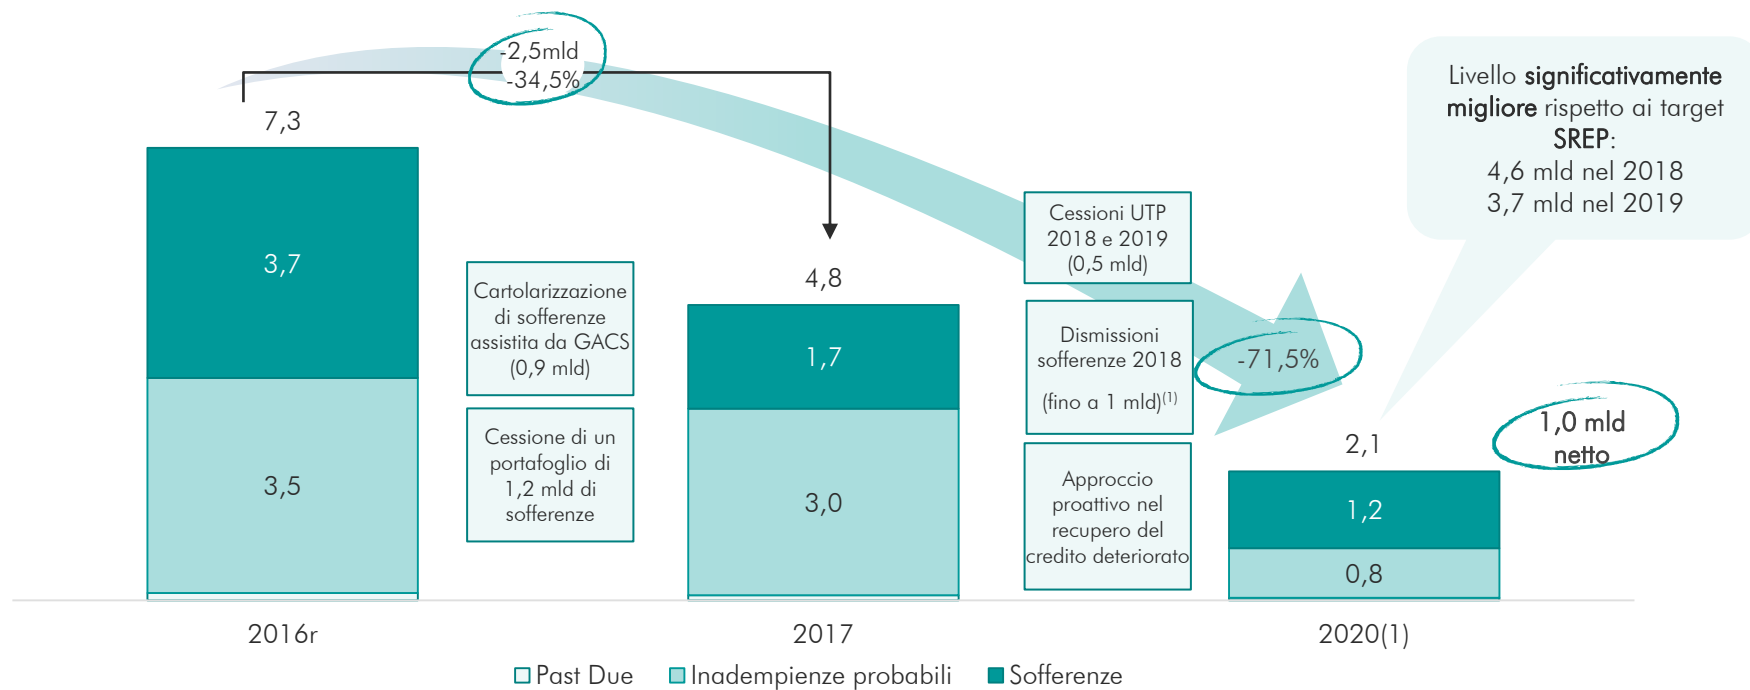 -2,5mld
-34,5%
7,3
3,7
3,5
Cartolarizzazione
di sofferenze
assistita da GACS
(0,9 mld)
Cessione di un
portafoglio di
1,2 mld di
sofferenze
4,8
1,7
3,0
Cessioni UTP
2018 e 2019
(0,5 mld)
Dismissioni
sofferenze 2018
(fino a 1 mld)(1)
Approccio
proattivo nel
recupero del
credito deteriorato
-71,5%
Livello significativamente
migliore rispetto ai target
SREP:
4,6 mld nel 2018
3,7 mld nel 2019
2,1
1,2
0,8
1,0 mld
netto
2016r
2017
2020(1)
Past Due
Inadempienze probabili
Sofferenze